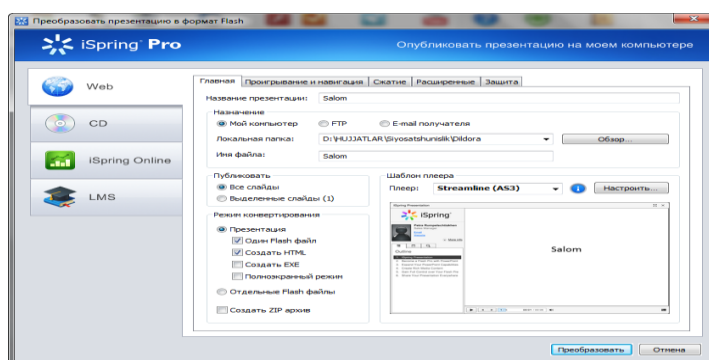 Преобразовать презентацию в формат Flash
iSpring Pro
Опубликовать презентацию на моем компьютере
Web
CD
iSpring Online
LMS
Главная Проигрывание и навигация Сжатие Расширенные Защита
Название презентации: Salom
Назначение
Мой компьютер FTP E-mail получателя
Локальная папка: D:\HUJJATLAR\Siyosatshunislik\Dildora Обзор...
Имя файла: Salom
Публиковать
Все слайды
Выделенные слайды (1)
Режим конвертирования
Презентация
Один Flash файл
Создать HTML
Создать EXE
Полноэкранный режим
Отдельные Flash файлы
Создать ZIP архив
Шаблон плеера
Плеер: Streamline (AS3) Настроить...
iSpring
Outline
Salom
Преобразовать Отмена